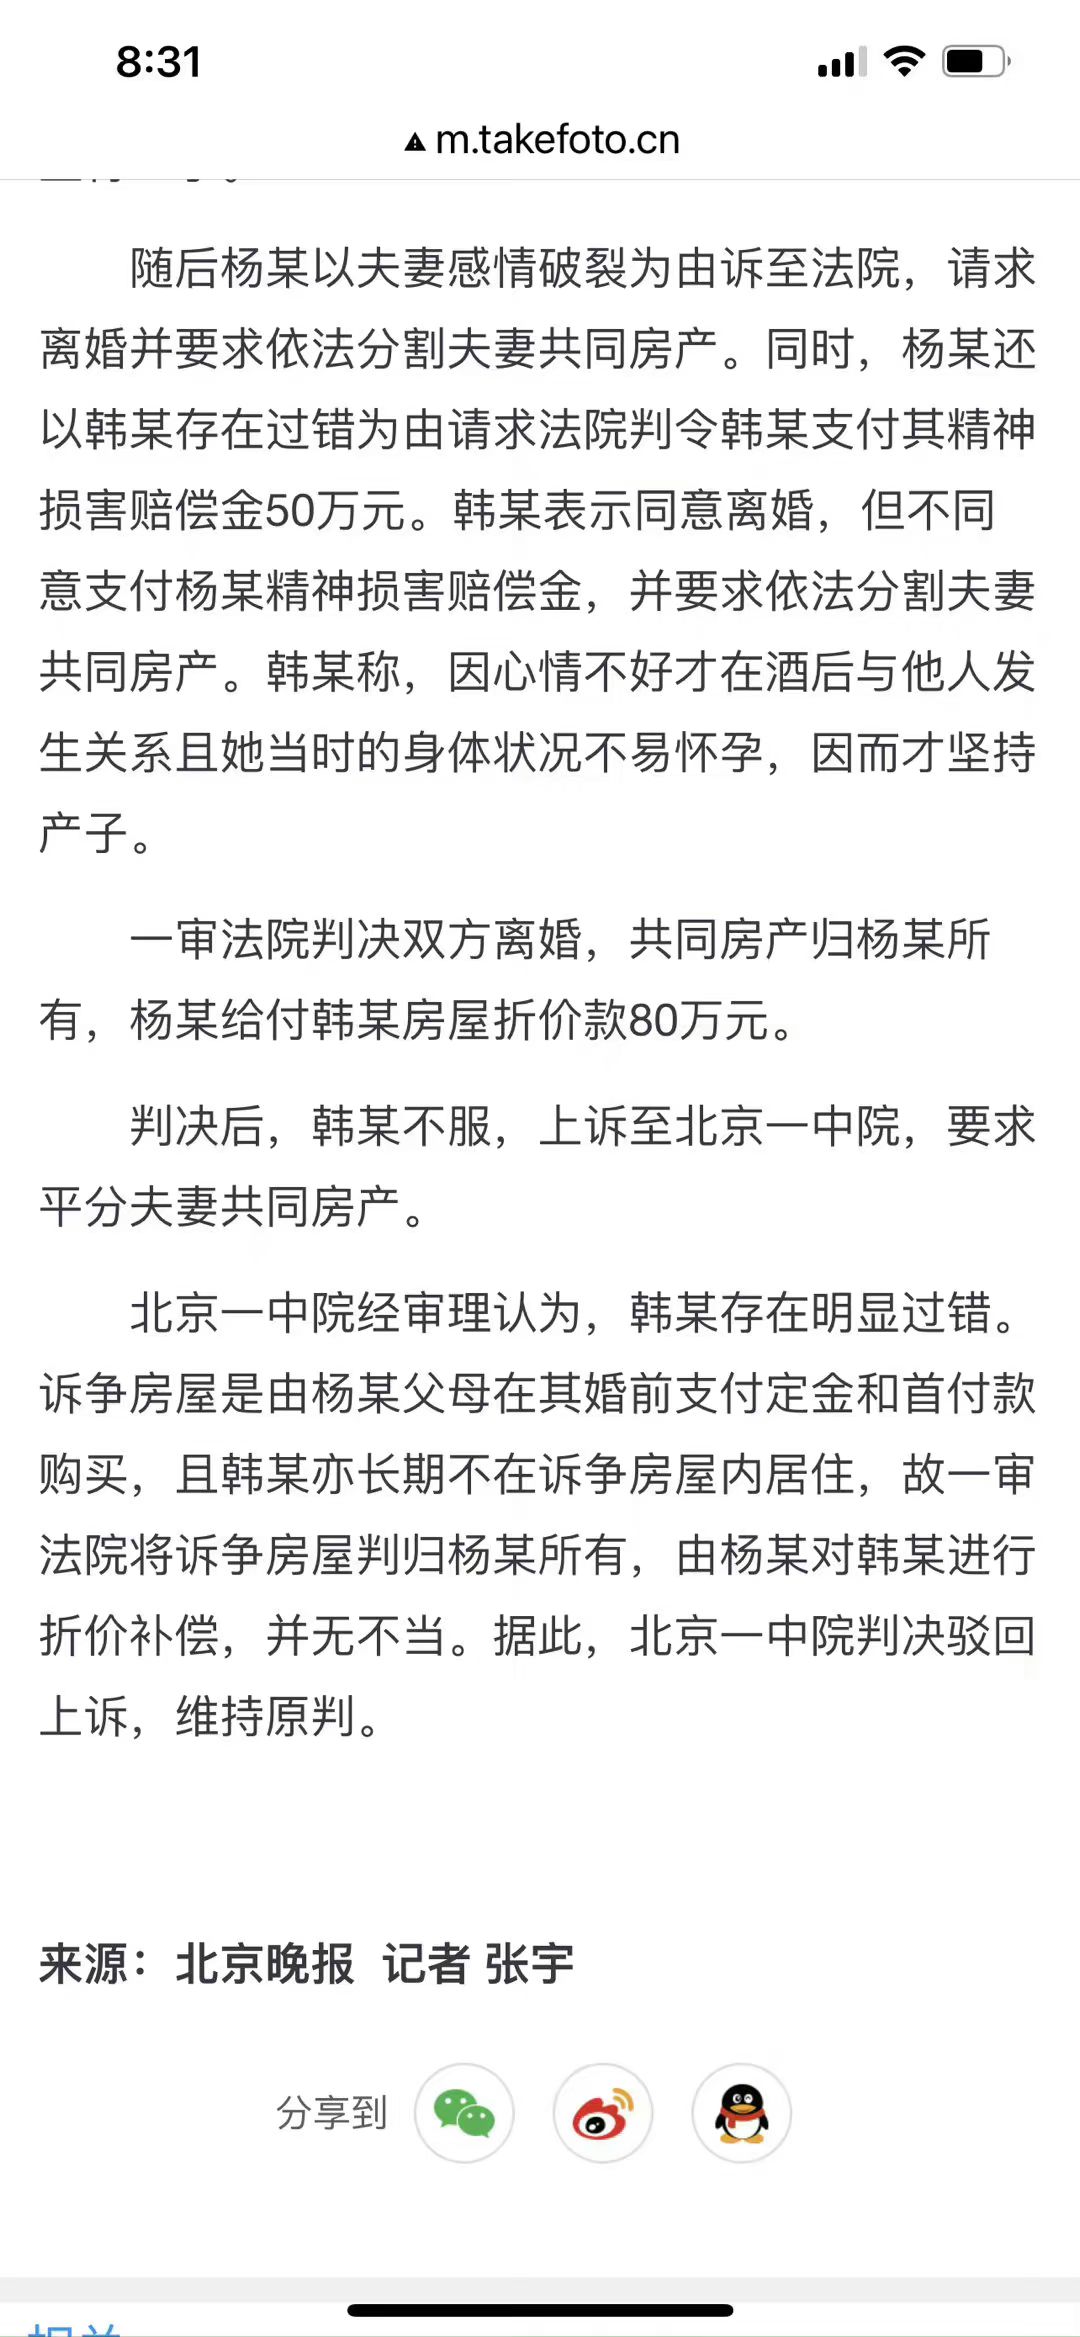 8:31
m.takefoto.cn
随后杨某以夫妻感情破裂为由诉至法院，请求
离婚并要求依法分割夫妻共同房产。同时，杨某还
以韩某存在过错为由请求法院判令韩某支付其精神
损害赔偿金50万元。韩某表示同意离婚，但不同
意支付杨某精神损害赔偿金，并要求依法分割夫妻
共同房产。韩某称，因心情不好才在酒后与他人发
生关系且她当时的身体状况不易怀孕，因而才坚持
产子。
一审法院判决双方离婚，共同房产归杨某所
有，杨某给付韩某房屋折价款80万元。
判决后，韩某不服，上诉至北京一中院，要求
平分夫妻共同房产。
北京一中院经审理认为，韩某存在明显过错。
诉争房屋是由杨某父母在其婚前支付定金和首付款
购买，且韩某亦长期不在诉争房屋内居住，故一审
法院将诉争房屋判归杨某所有，由杨某对韩某进行
折价补偿，并无不当。据此，北京一中院判决驳回
上诉，维持原判。
来源：北京晚报 记者 张宇
分享到